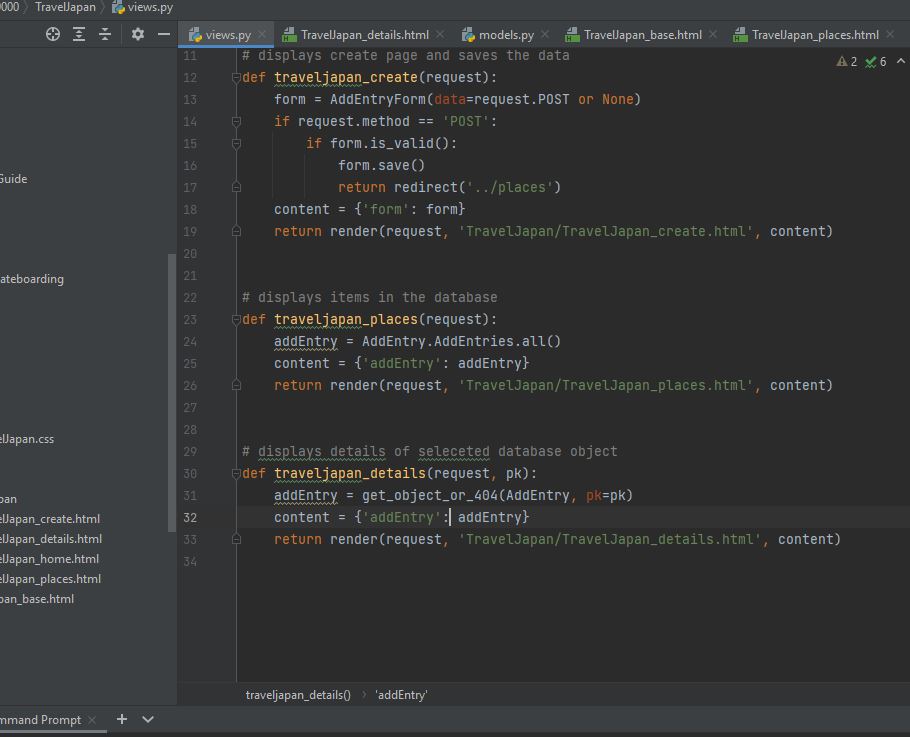 0000 TravelJapan views.py
views.py TravelJapan_details.html models.py TravelJapan_base.html TravelJapan_places.html
2 6
11 # displays create page and saves the data
12 def traveljapan_create(request):
13 form = AddEntryForm(data=request.POST or None)
14 if request.method == 'POST':
15 if form.is_valid():
16 form.save()
17 return redirect('../places')
18 content = {'form': form}
19 return render(request, 'TravelJapan/TravelJapan_create.html', content)
20
21
22 # displays items in the database
23 def traveljapan_places(request):
24 addEntry = AddEntry.AddEntries.all()
25 content = {'addEntry': addEntry}
26 return render(request, 'TravelJapan/TravelJapan_places.html', content)
27
28
29 # displays details of seleceted database object
30 def traveljapan_details(request, pk):
31 addEntry = get_object_or_404(AddEntry, pk=pk)
32 content = {'addEntry': addEntry}
33 return render(request, 'TravelJapan/TravelJapan_details.html', content)
34
Guide
ateboarding
elJapan.css
pan
elJapan_create.html
elJapan_details.html
elJapan_home.html
elJapan_places.html
pan_base.html
traveljapan_details() 'addEntry'
mmand Prompt